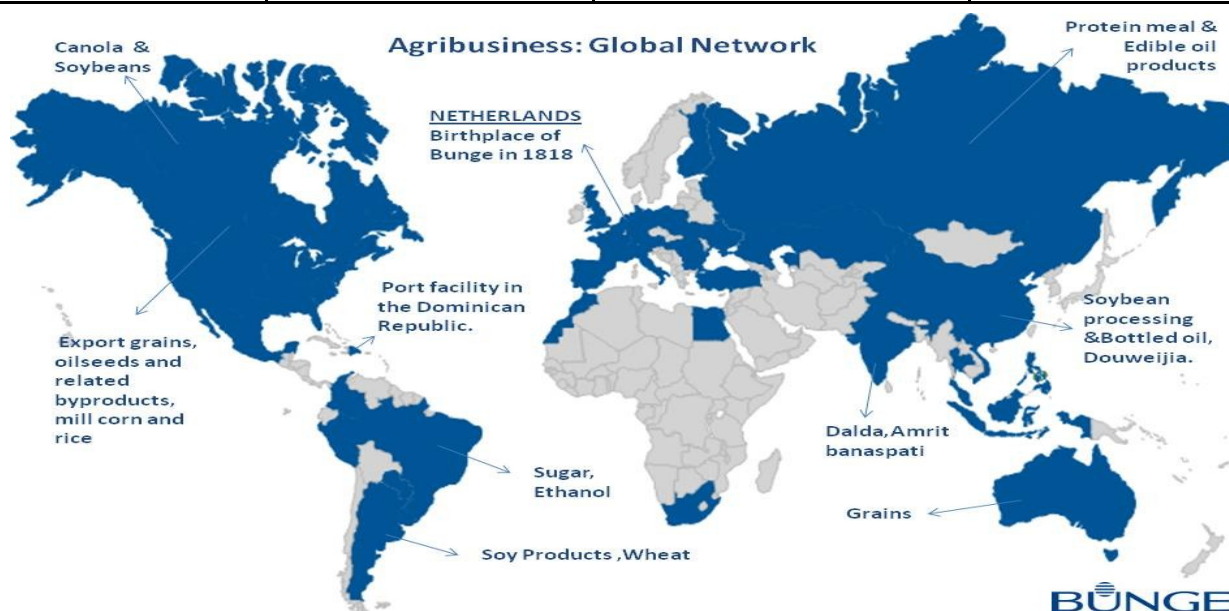 Agribusiness: Global Network
Canola &
Soybeans
Protein meal &
Edible oil
products
NETHERLANDS
Birthplace of
Bunge in 1818
Port facility in
the Dominican
Republic.
Export grains,
oilseeds and
related
byproducts,
mill corn and
rice
Soybean
processing
&Bottled oil,
Douweijia.
Dalda,Amrit
banaspati
Sugar,
Ethanol
Grains
Soy Products ,Wheat
BUNGE